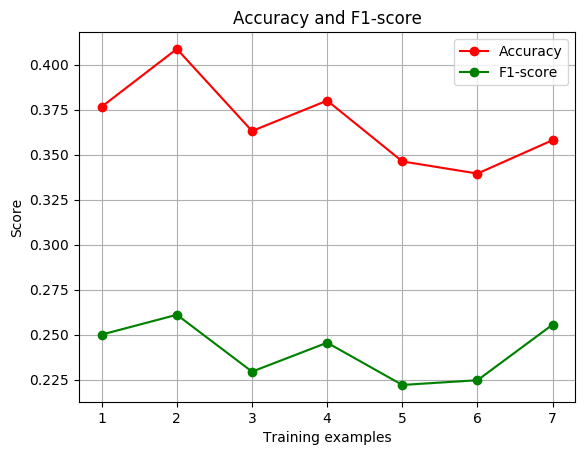 Accuracy and F1-score
Accuracy
F1-score
0.400
0.375
0.350
0.325
0.300
0.275
0.250
0.225
Score
1 2 3 4 5 6 7
Training examples